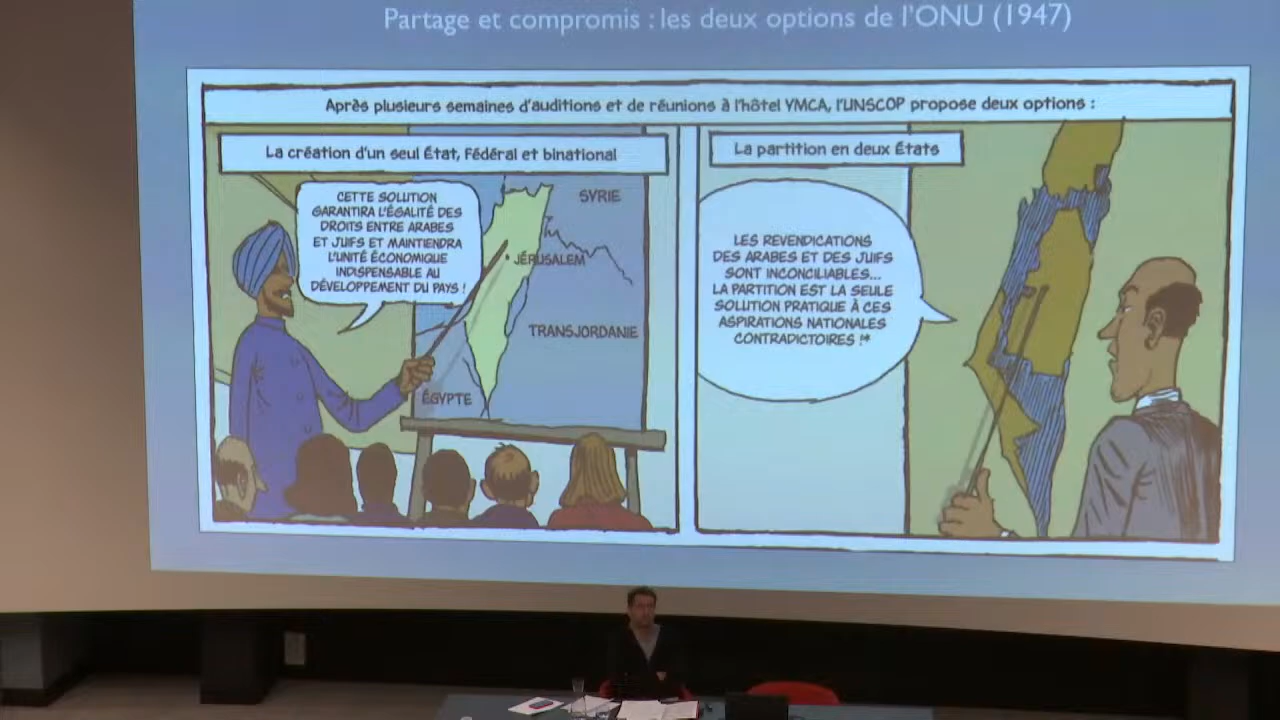 Partage et compromis : les deux options de l'ONU (1947)
Après plusieurs semaines d'auditions et de réunions à l'hôtel YMCA, l'UNSCOP propose deux options :
La création d'un seul État, fédéral et binational
CETTE SOLUTION
GARANTIRA L'ÉGALITÉ DES
DROITS ENTRE ARABES
ET JUIFS ET MAINTIENDRA
L'UNITÉ ÉCONOMIQUE
INDISPENSABLE AU
DÉVELOPPEMENT DU PAYS !
SYRIE
JÉRUSALEM
TRANSJORDANIE
ÉGYPTE
La partition en deux États
LES REVENDICATIONS
DES ARABES ET DES JUIFS
SONT INCONCILIABLES...
LA PARTITION EST LA SEULE
SOLUTION PRATIQUE À CES
ASPIRATIONS NATIONALES
CONTRADICTOIRES !*